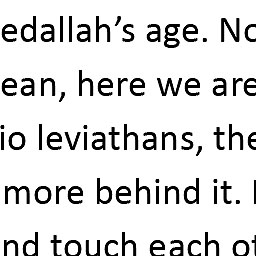 edallah’s age. No
ean, here we are
io leviathans, the
more behind it.
nd touch each ot